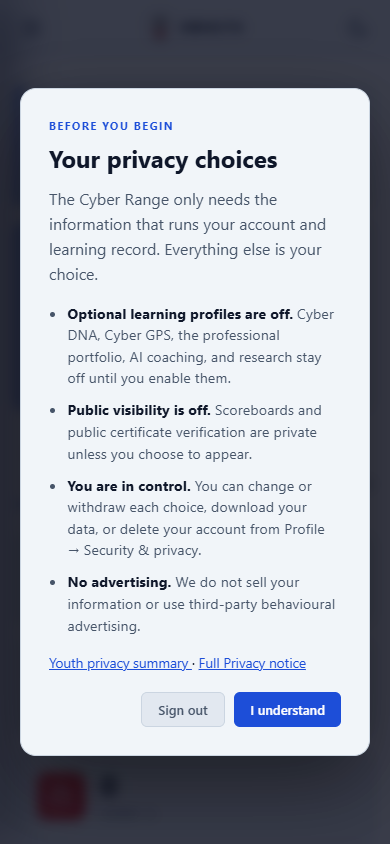 BEFORE YOU BEGIN
Your privacy choices
The Cyber Range only needs the
information that runs your account and
learning record. Everything else is your
choice.
• Optional learning profiles are off. Cyber
DNA, Cyber GPS, the professional
portfolio, AI coaching, and research stay
off until you enable them.
• Public visibility is off. Scoreboards and
public certificate verification are private
unless you choose to appear.
• You are in control. You can change or
withdraw each choice, download your
data, or delete your account from Profile
→ Security & privacy.
• No advertising. We do not sell your
information or use third-party behavioural
advertising.
Youth privacy summary · Full Privacy notice
Sign out I understand